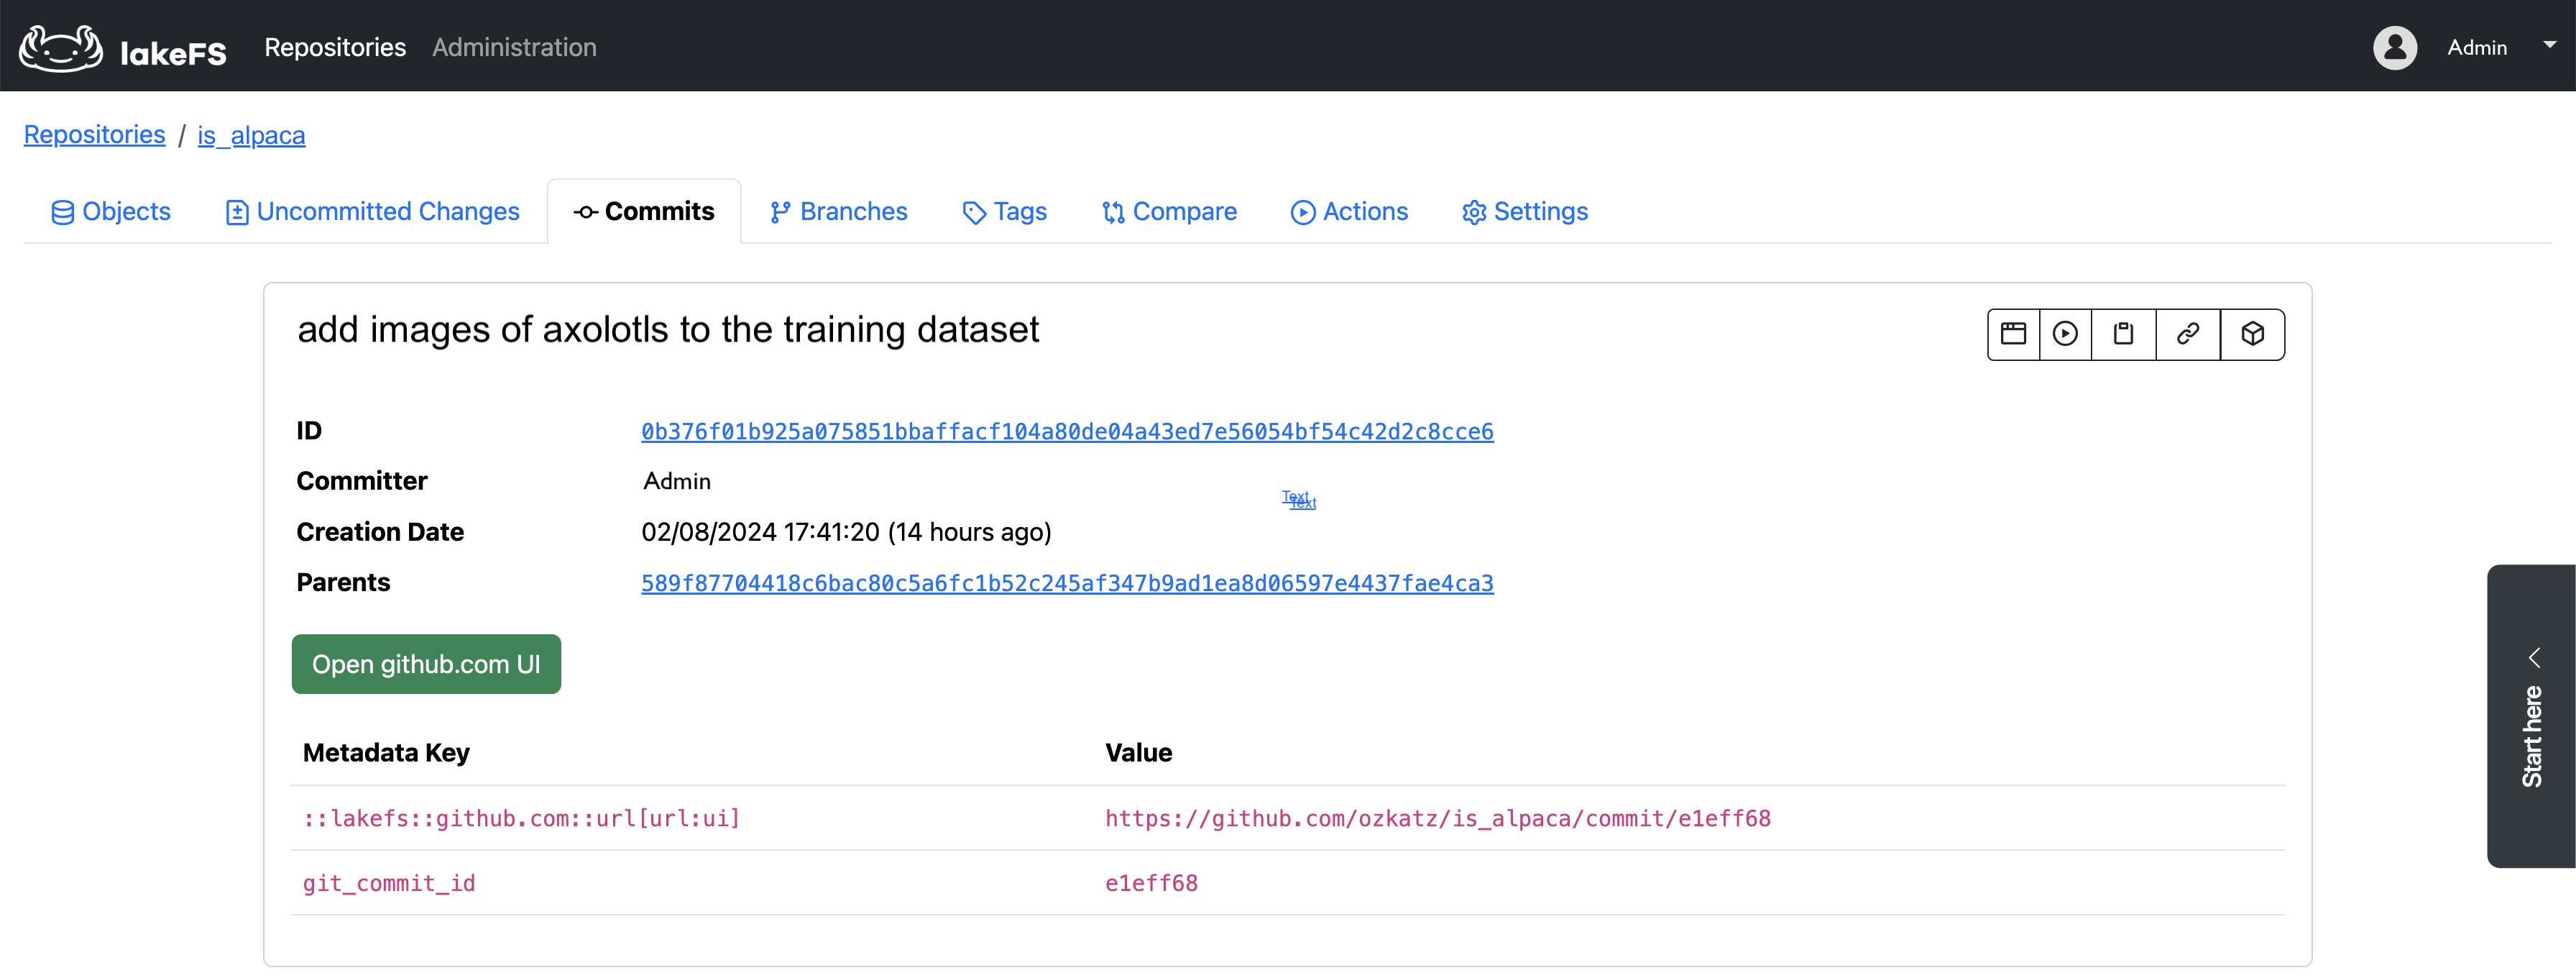 lakeFS Repositories Administration Admin
Repositories / is_alpaca
Objects Uncommitted Changes Commits Branches Tags Compare Actions Settings
add images of axolotls to the training dataset
ID 0b376f01b925a075851bbaffacf104a80de04a43ed7e56054bf54c42d2c8cce6
Committer Admin
Text
Text
Creation Date 02/08/2024 17:41:20 (14 hours ago)
Parents 589f87704418c6bac80c5a6fc1b52c245af347b9ad1ea8d06597e4437fae4ca3
Open github.com UI
Start here
Metadata Key Value
::lakefs::github.com::url[url:ui] https://github.com/ozkatz/is_alpaca/commit/e1eff68
git_commit_id e1eff68